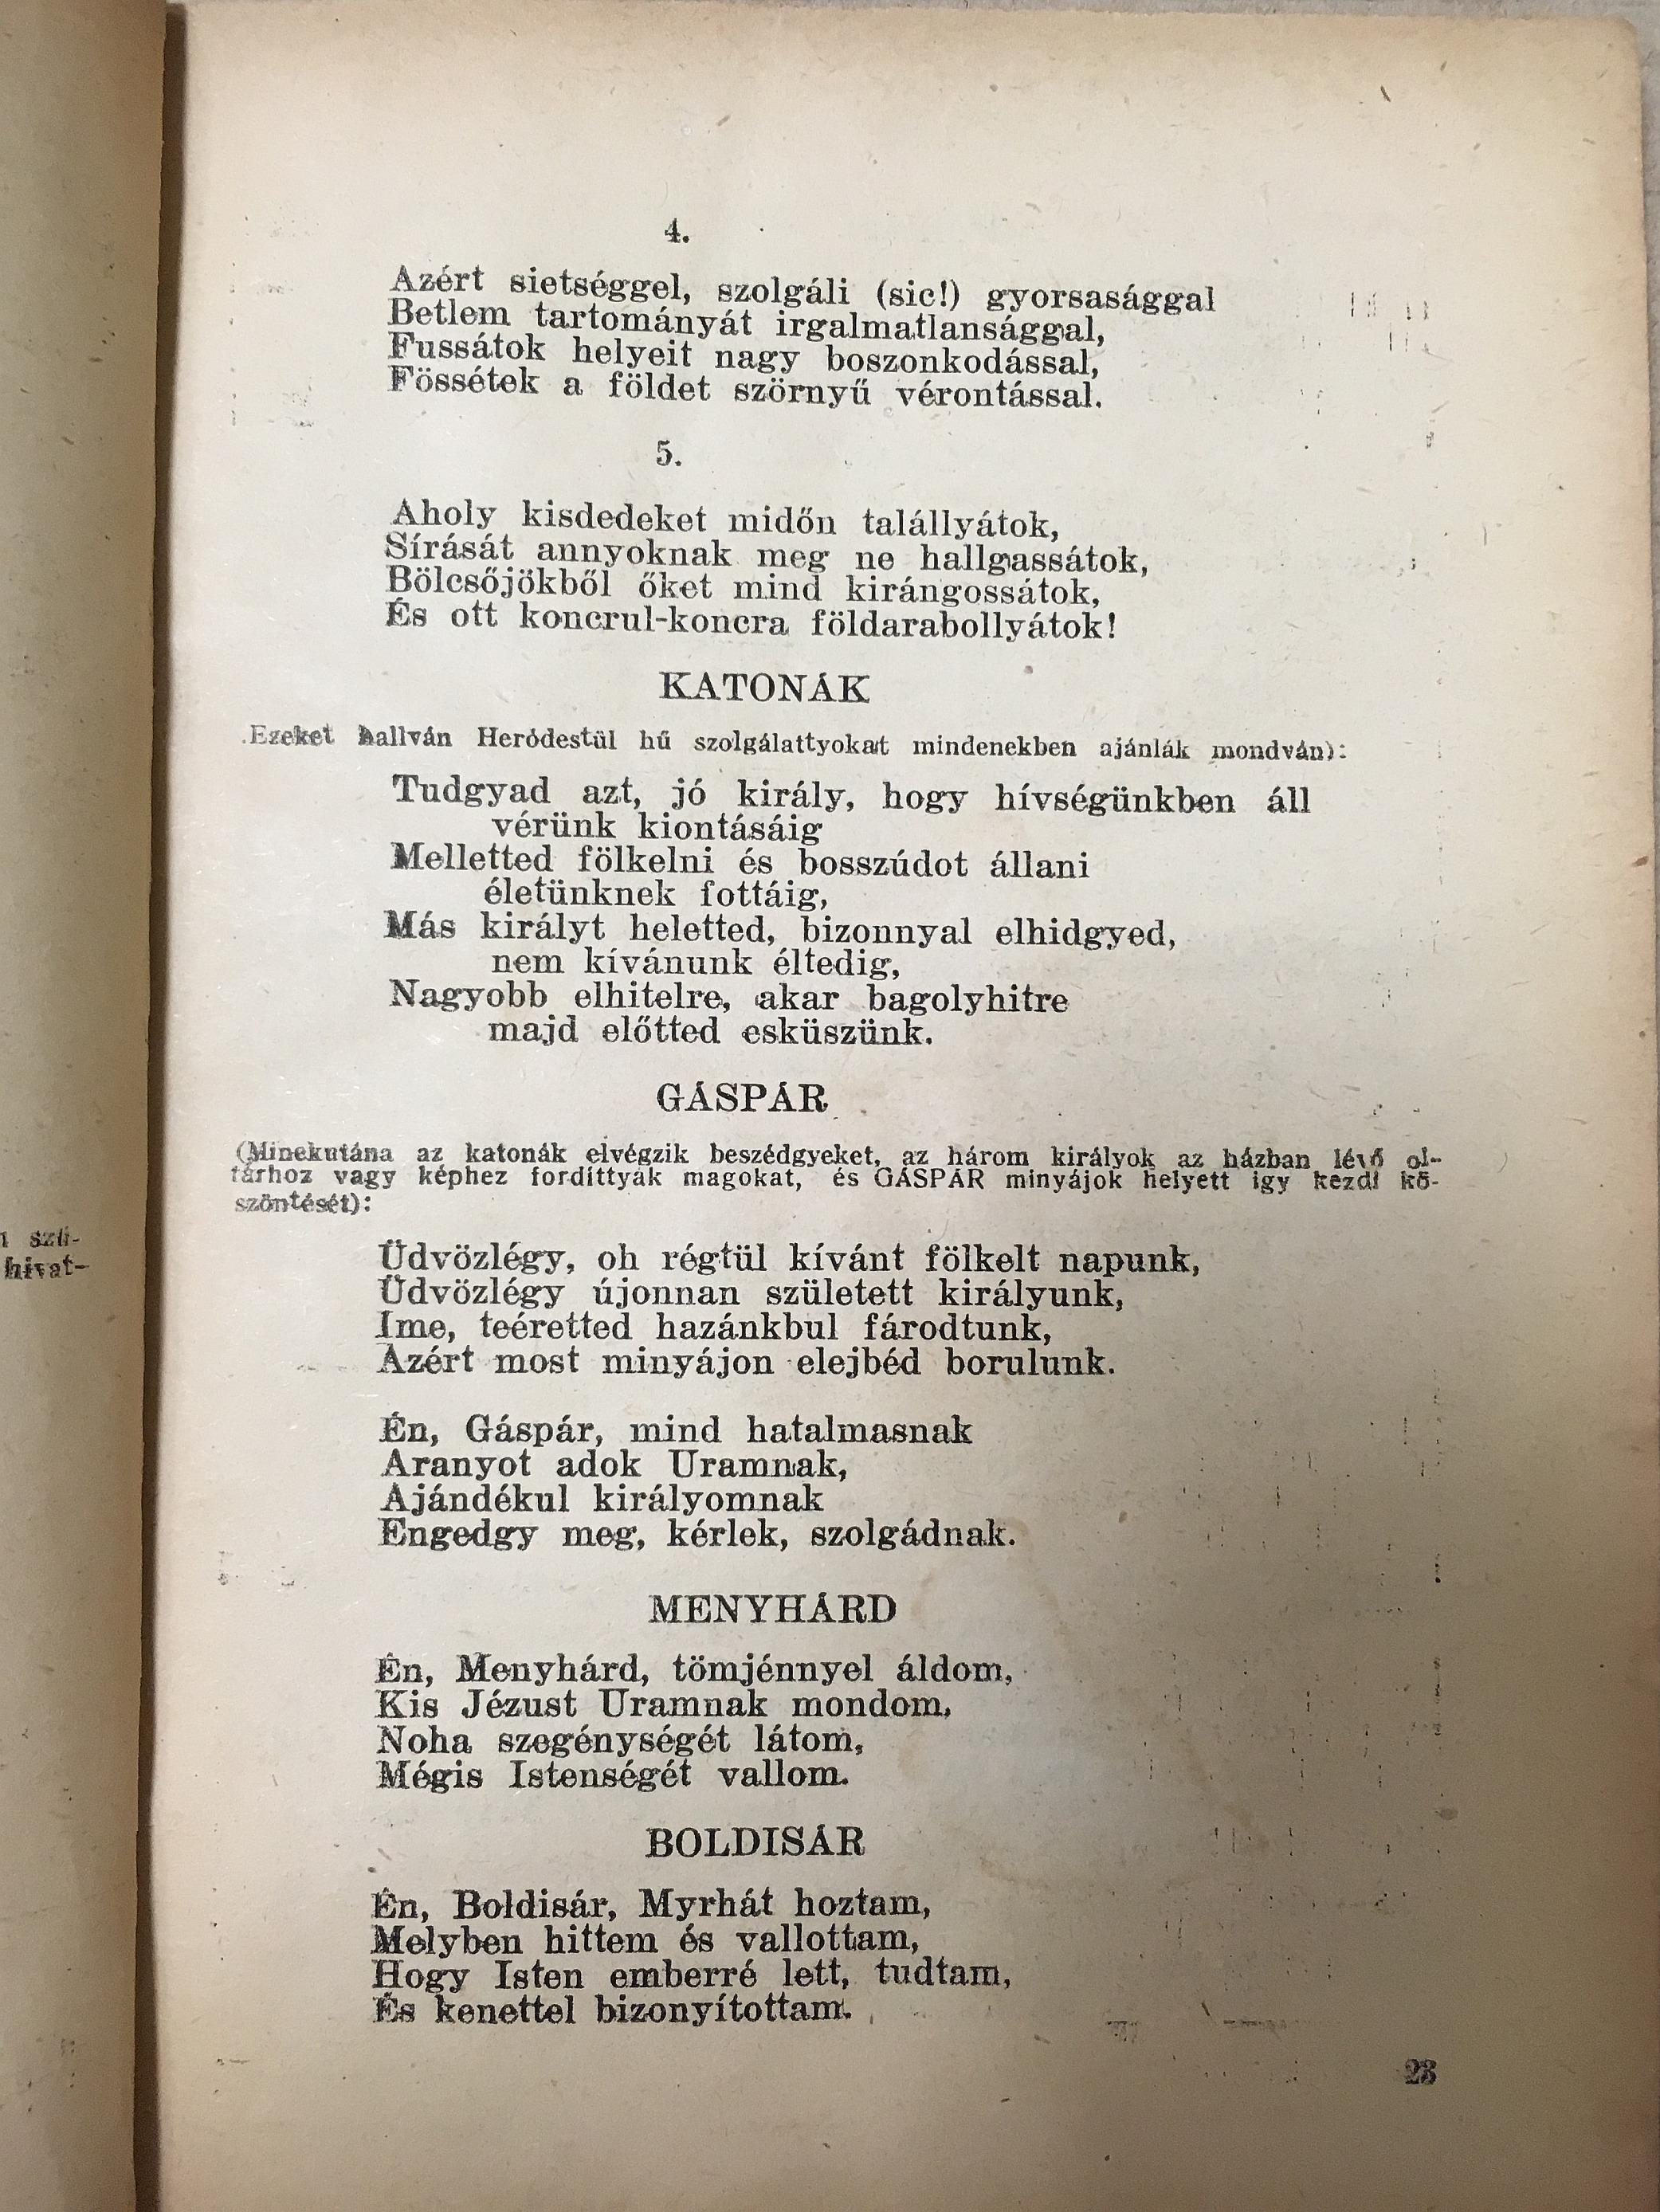 4.
Azért sietséggel, szolgáli (sic!) gyorsasággal
Betlem tartományát irgalmatlansággal,
Fussátok helyeit nagy boszonkodással,
Fössétek a földet szörnyű vérontással.
5.
Aholy kisdedeket midőn talállyátok,
Sírását annyoknak meg ne hallgassátok,
Bölcsőjökből őket mind kirángossátok,
És ott koncrul-koncra földarabollyátok!
KATONÁK
Ezeket hallván Heródestül hű szolgálattyokat mindenekben ajánlák mondván):
Tudgyad azt, jó király, hogy hívségünkben áll
vérünk kiontásáig
Melletted fölkelni és bosszúdot állani
életünknek fottáig,
Más királyt heletted, bizonnyal elhidgyed,
nem kívánunk éltedig,
Nagyobb elhitelre, akar bagolyhitre
majd előtted esküszünk.
GÁSPÁR
(Minekutána az katonák elvégzik beszédgyeket, az három királyok az házban lévő ol-
tárhoz vagy képhez fordíttyák magokat, és GÁSPÁR minyájok helyett igy kezdi kö-
szöntését):
Üdvözlégy, oh régtül kívánt fölkelt napunk,
Üdvözlégy újonnan született királyunk,
Ime, teéretted hazánkbul fárodtunk,
Azért most minyájon elejbéd borulunk.
Én, Gáspár, mind hatalmasnak
Aranyot adok Uramnak,
Ajándékul királyomnak
Engedgy meg, kérlek, szolgádnak.
MENYHÁRD
Én, Menyhárd, tömjénnyel áldom,
Kis Jézust Uramnak mondom,
Noha szegénységét látom,
Mégis Istenségét vallom.
BOLDISÁR
Én, Boldisár, Myrhát hoztam,
Melyben hittem és vallottam,
Hogy Isten emberré lett, tudtam,
És kenettel bizonyítottam.
23
szü-
hivat-